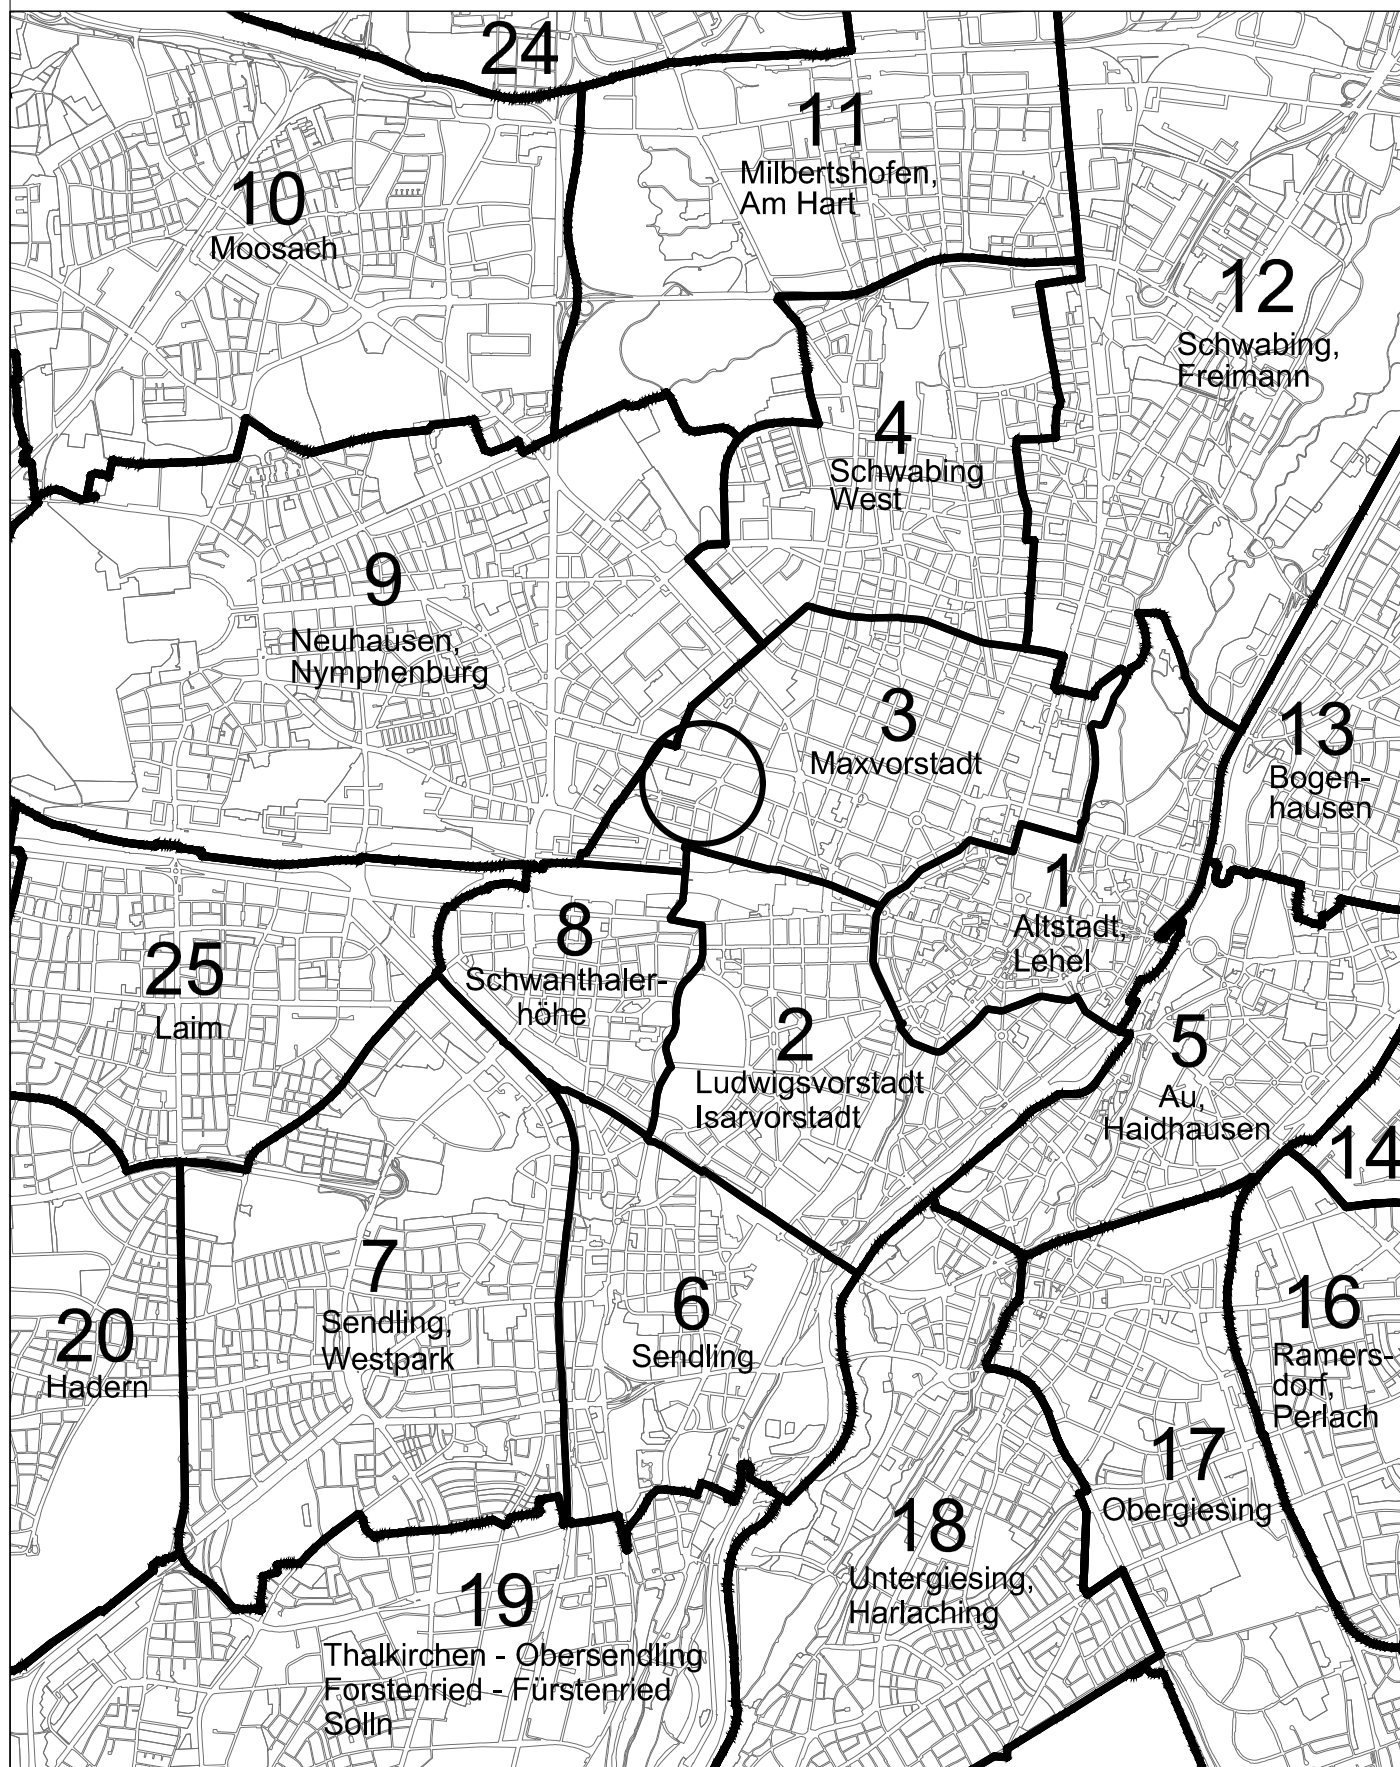 24
11
Milbertshofen,
Am Hart
10
Moosach
12
Schwabing,
Freimann
4
Schwabing
West
9
Neuhausen,
Nymphenburg
3
Maxvorstadt
13
Bogen-
hausen
1
Altstadt,
Lehel
8
Schwanthaler-
höhe
25
Laim
2
Ludwigsvorstadt
Isarvorstadt
5
Au,
Haidhausen
14
7
Sendling,
Westpark
6
Sendling
20
Hadern
16
Ramers-
dorf,
Perlach
17
Obergiesing
18
Untergiesing,
Harlaching
19
Thalkirchen - Obersendling
Forstenried - Fürstenried
Solln